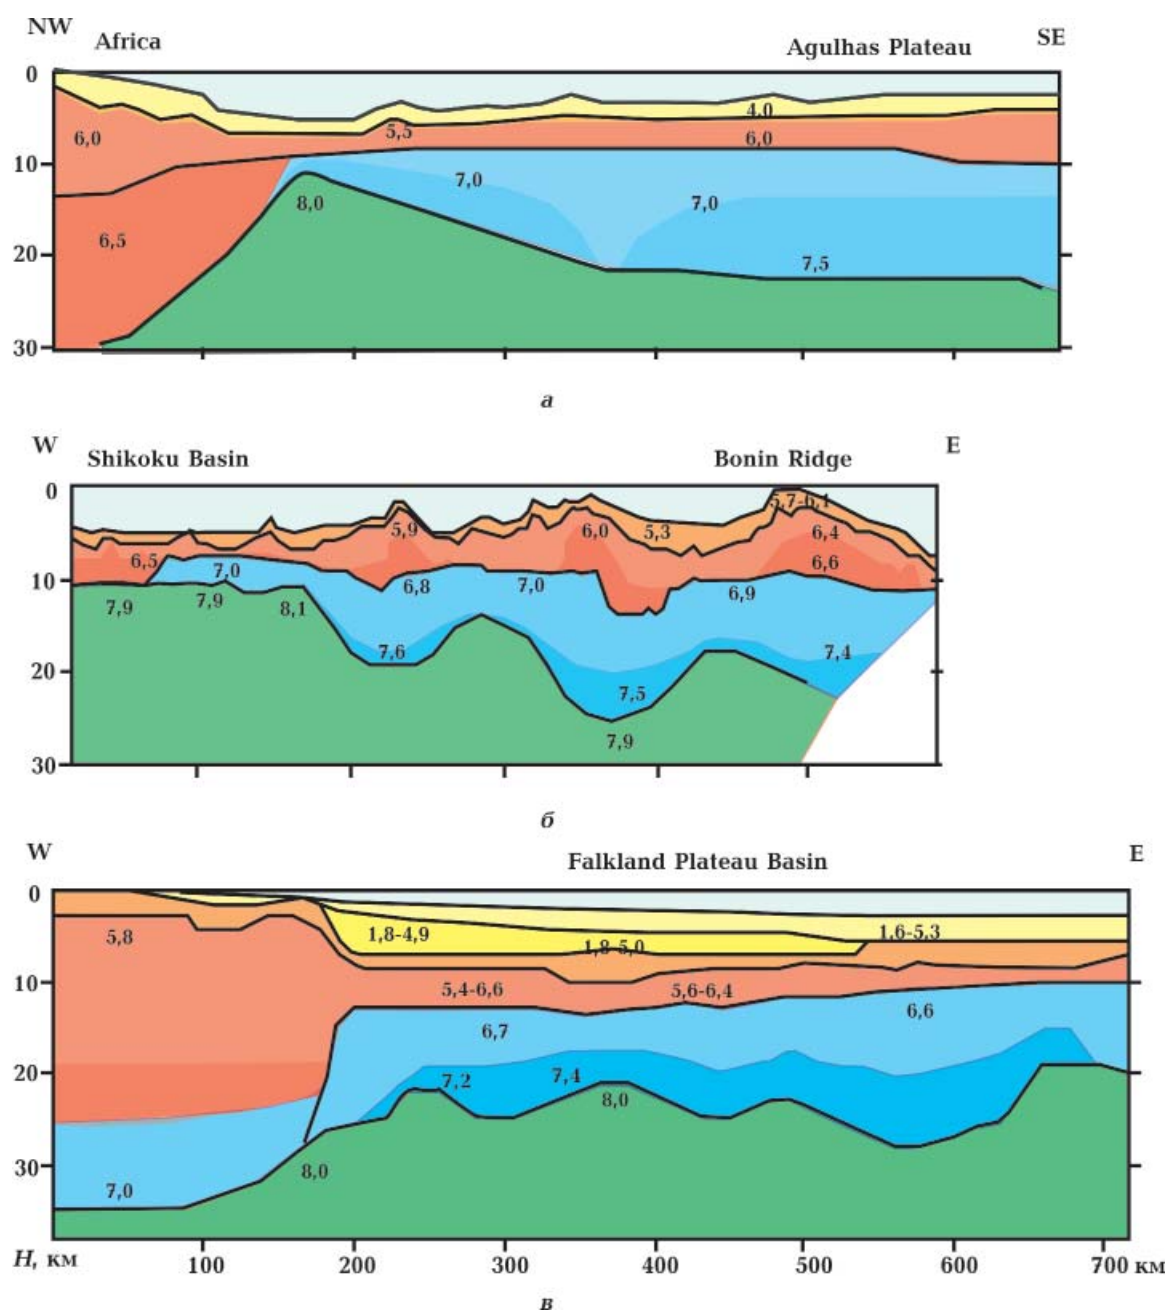 NW Africa Agulhas Plateau SE
0
4,0
5,5
6,0 6,0
10
7,0
8,0 7,0
6,5
20
7,5
30
а
W Shikoku Basin Bonin Ridge E
0
5,7-6,1
5,9 6,0 5,3 6,4
6,5 6,6
7,0
10 6,8 7,0 6,9
7,9 7,9 8,1
7,6 7,4
20
7,5
7,9
30
б
W Falkland Plateau Basin E
0
5,8 1,8-4,9 1,6-5,3
1,8-5,0
10 5,4-6,6 5,6-6,4
6,7 6,6
20
7,2 7,4
8,0
30 8,0
7,0
H, км 100 200 300 400 500 600 700 км
в